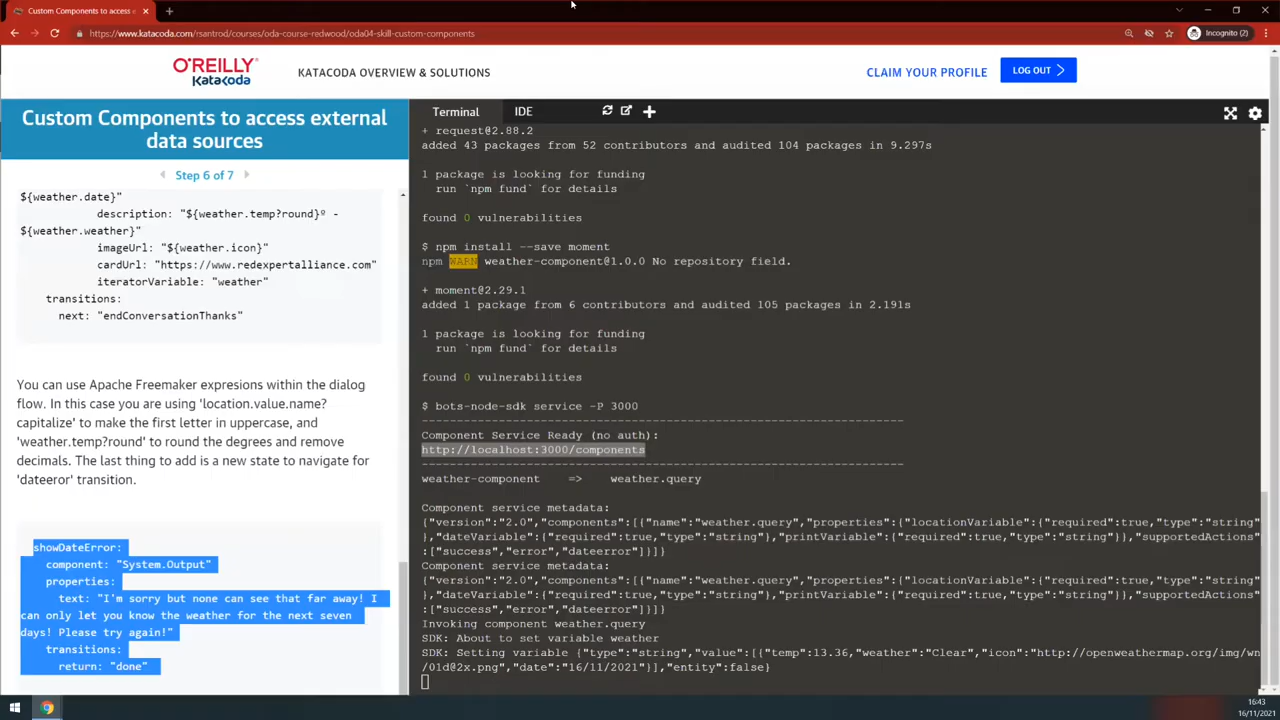 Custom Components to access e
https://www.katacoda.com/rsantrod/courses/oda-course-redwood/oda04-skill-custom-components
Incognito (2)
O'REILLY
Katacoda
KATACODA OVERVIEW & SOLUTIONS
CLAIM YOUR PROFILE
LOG OUT
Custom Components to access external
data sources
Step 6 of 7
${weather.date}"
description: "${weather.temp?round}º -
${weather.weather}"
imageUrl: "${weather.icon}"
cardUrl: "https://www.redexpertalliance.com"
iteratorVariable: "weather"
transitions:
next: "endConversationThanks"
You can use Apache Freemaker expresions within the dialog
flow. In this case you are using 'location.value.name?
capitalize' to make the first letter in uppercase, and
'weather.temp?round' to round the degrees and remove
decimals. The last thing to add is a new state to navigate for
'dateeror' transition.
showDateError:
component: "System.Output"
properties:
text: "I'm sorry but none can see that far away! I
can only let you know the weather for the next seven
days! Please try again!"
transitions:
return: "done"
Terminal
IDE
+ request@2.88.2
added 43 packages from 52 contributors and audited 104 packages in 9.297s
1 package is looking for funding
run `npm fund` for details
found 0 vulnerabilities
$ npm install --save moment
npm WARN weather-component@1.0.0 No repository field.
+ moment@2.29.1
added 1 package from 6 contributors and audited 105 packages in 2.191s
1 package is looking for funding
run `npm fund` for details
found 0 vulnerabilities
$ bots-node-sdk service -P 3000
--------------------------------------------------------------------
Component Service Ready (no auth):
http://localhost:3000/components
--------------------------------------------------------------------
weather-component => weather.query
Component service metadata:
{"version":"2.0","components":[{"name":"weather.query","properties":{"locationVariable":{"required":true,"type":"string"
},"dateVariable":{"required":true,"type":"string"},"printVariable":{"required":true,"type":"string"}},"supportedActions"
:["success","error","dateerror"]}]}
Component service metadata:
{"version":"2.0","components":[{"name":"weather.query","properties":{"locationVariable":{"required":true,"type":"string"
},"dateVariable":{"required":true,"type":"string"},"printVariable":{"required":true,"type":"string"}},"supportedActions"
:["success","error","dateerror"]}]}
Invoking component weather.query
SDK: About to set variable weather
SDK: Setting variable {"type":"string","value":[{"temp":13.36,"weather":"Clear","icon":"http://openweathermap.org/img/wn
/01d@2x.png","date":"16/11/2021"}],"entity":false}
16:43
16/11/2021